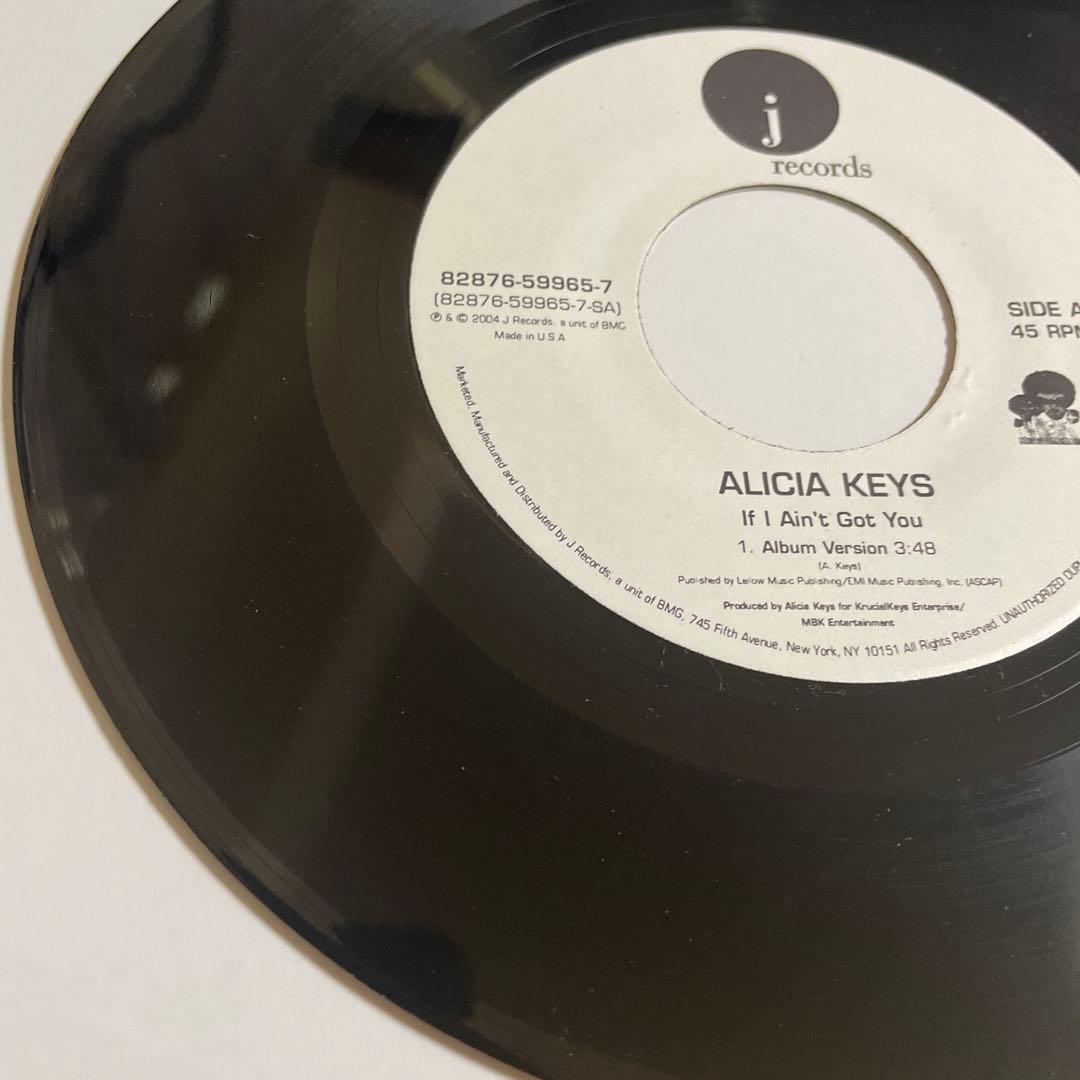 j
records
82876-59965-7
(82876-59965-7-SA)
℗ & © 2004 J Records, a unit of BMG
Made in U.S.A
SIDE A
45 RPM
ALICIA KEYS
If I Ain't Got You
1. Album Version 3:48
(A. Keys)
Published by Lellow Music Publishing/EMI Music Publishing, Inc. (ASCAP)
Produced by Alicia Keys for KrucialKeys Enterprise/
MBK Entertainment
Marketed, Manufactured and Distributed by J Records, a unit of BMG, 745 Fifth Avenue, New York, NY 10151 All Rights Reserved. UNAUTHORIZED